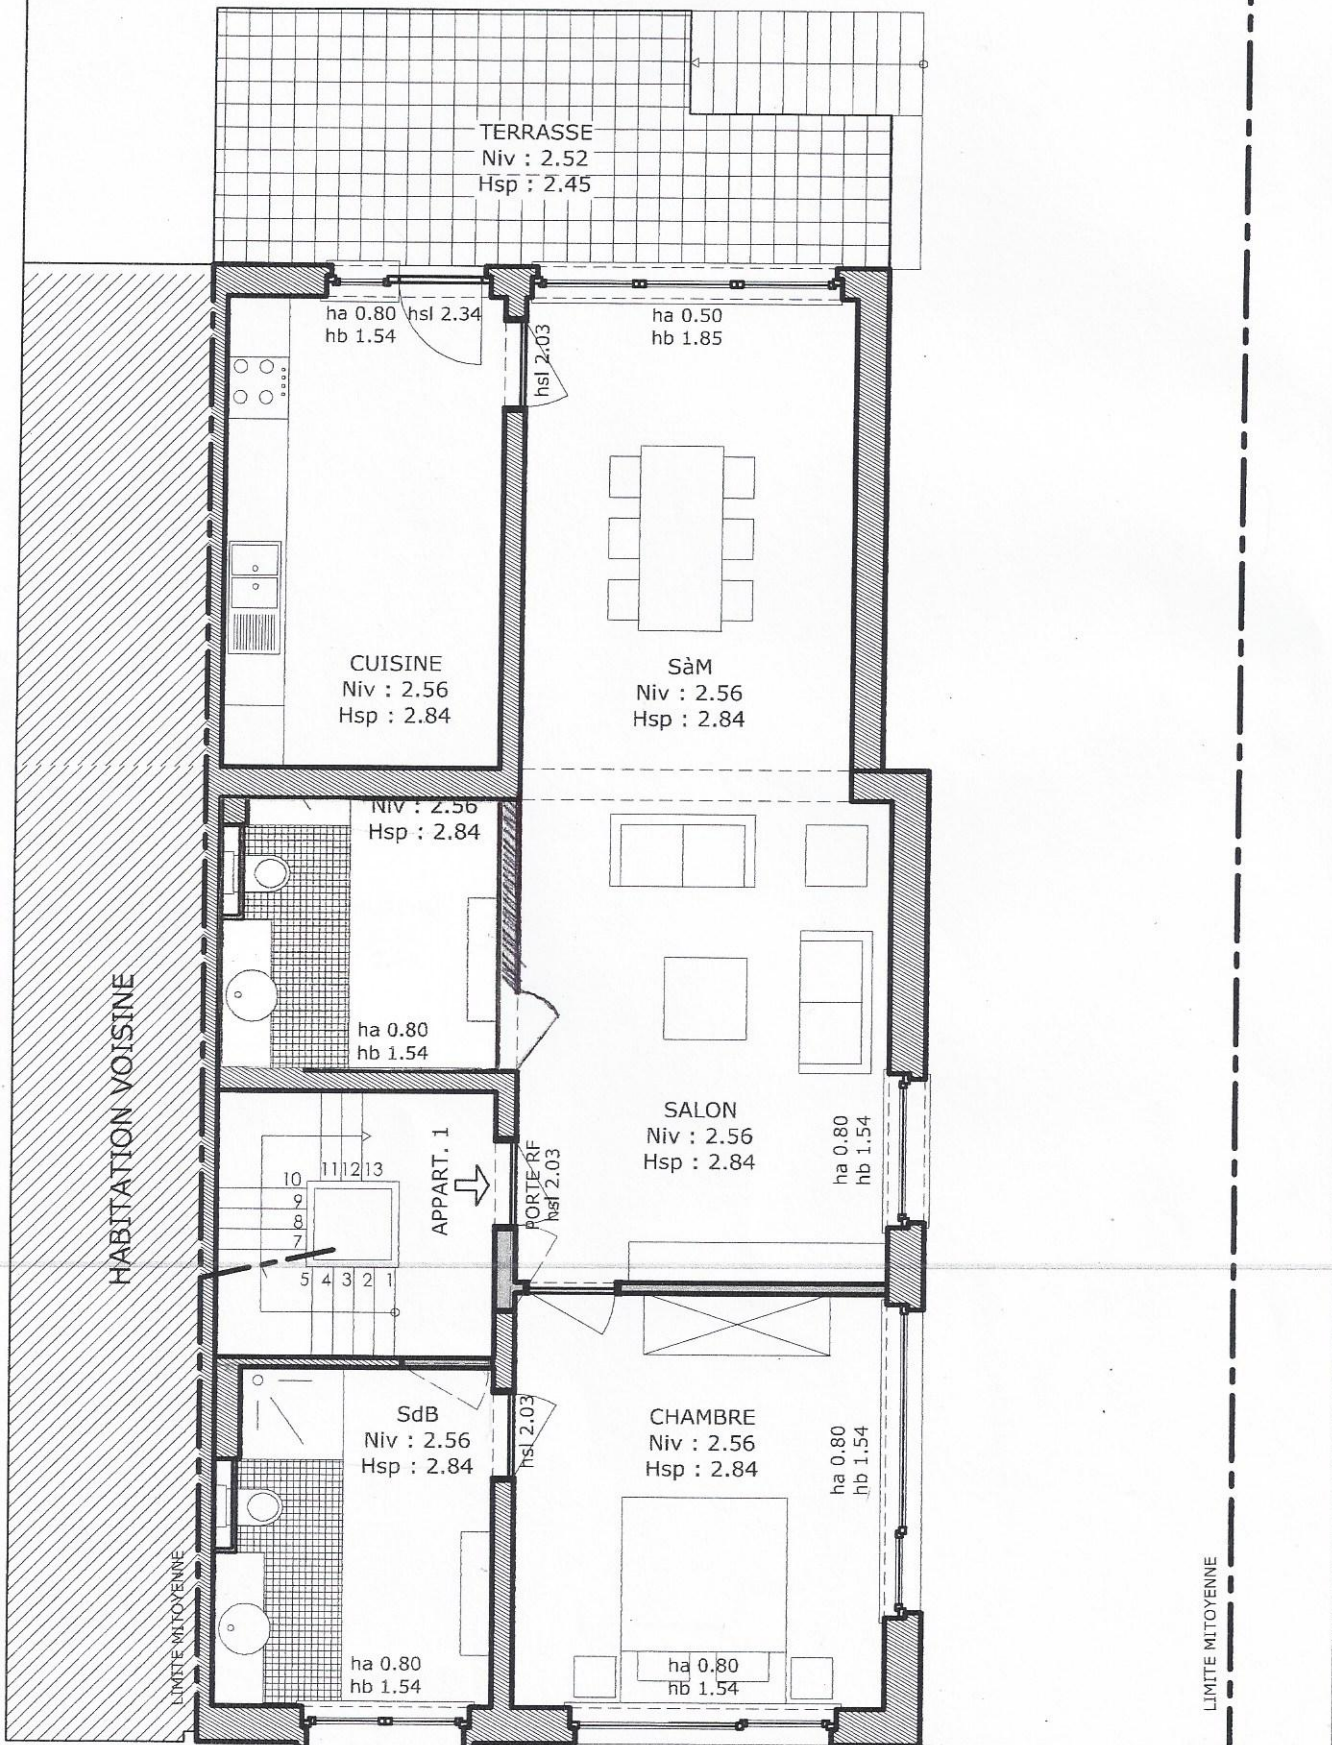 TERRASSE
Niv : 2.52
Hsp : 2.45
ha 0.80
hb 1.54
hsl 2.34
hsl 2.03
ha 0.50
hb 1.85
CUISINE
Niv : 2.56
Hsp : 2.84
SàM
Niv : 2.56
Hsp : 2.84
Niv : 2.56
Hsp : 2.84
ha 0.80
hb 1.54
HABITATION VOISINE
SALON
Niv : 2.56
Hsp : 2.84
ha 0.80
hb 1.54
APPART. 1
PORTE RF
hsl 2.03
11 12 13
10
9
8
7
5 4 3 2 1
SdB
Niv : 2.56
Hsp : 2.84
hsl 2.03
CHAMBRE
Niv : 2.56
Hsp : 2.84
ha 0.80
hb 1.54
LIMITE MITOYENNE
ha 0.80
hb 1.54
ha 0.80
hb 1.54
LIMITE MITOYENNE